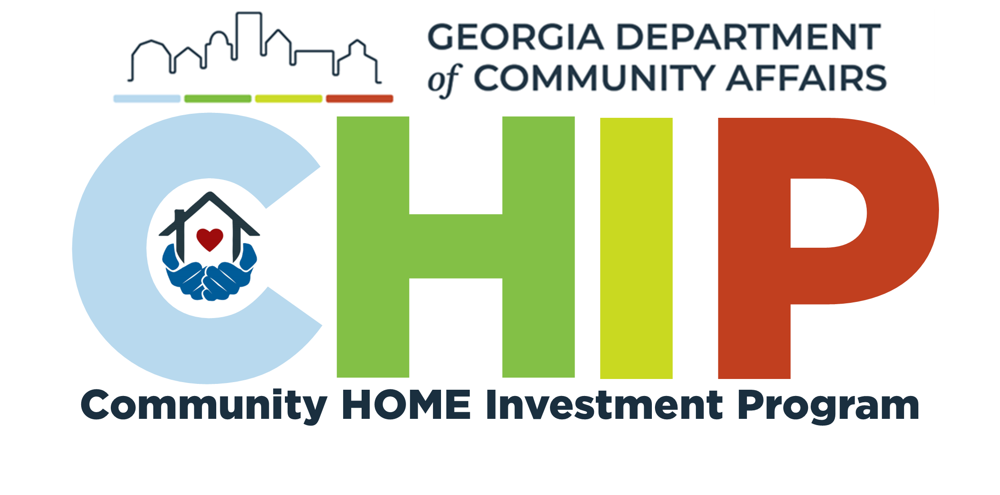 GEORGIA DEPARTMENT
of COMMUNITY AFFAIRS
CHIP
Community HOME Investment Program